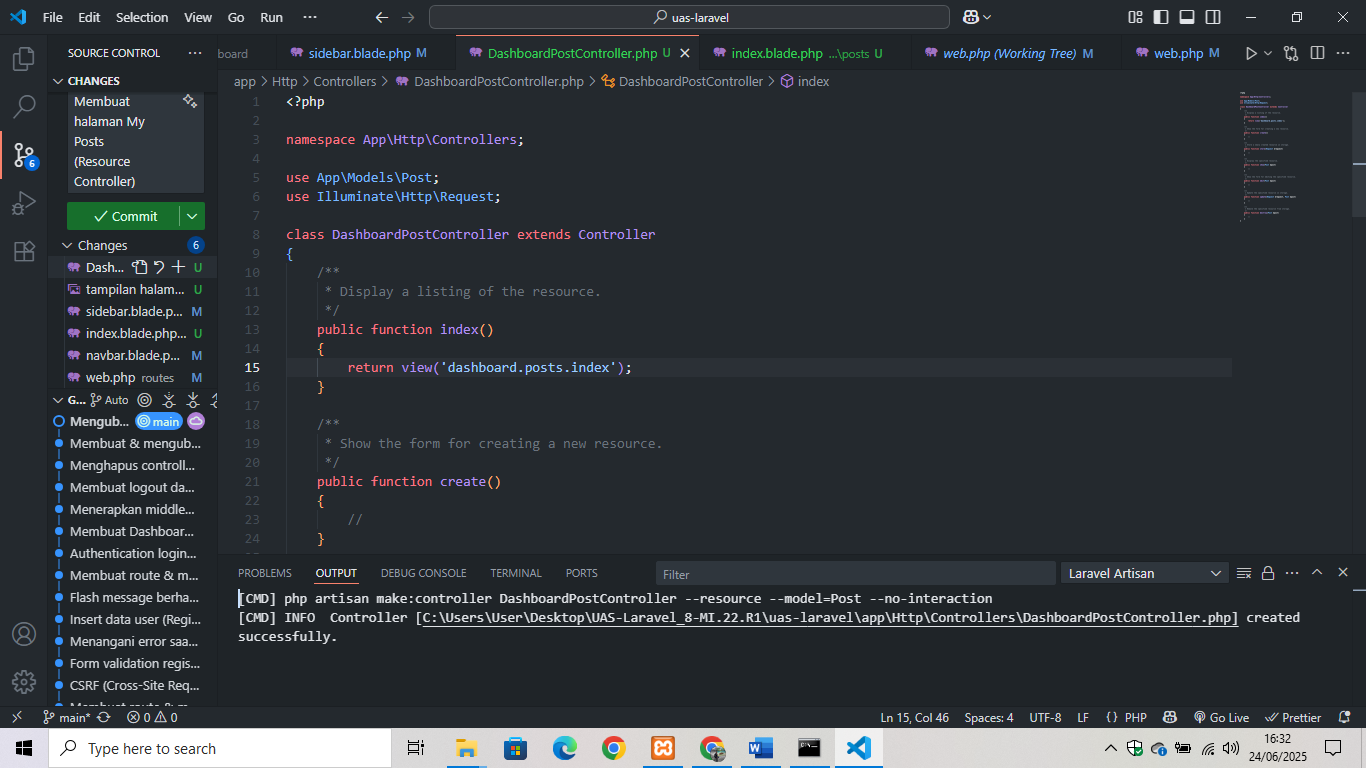 File Edit Selection View Go Run ··· uas-laravel
SOURCE CONTROL ···
board sidebar.blade.php M DashboardPostController.php U index.blade.php ...\posts U web.php (Working Tree) M web.php M
app > Http > Controllers > DashboardPostController.php > DashboardPostController > index
CHANGES
Membuat
halaman My
Posts
(Resource
Controller)
Commit
Changes 6
Dash... U
tampilan halam... U
sidebar.blade.p... M
index.blade.php... U
navbar.blade.p... M
web.php routes M
G... Auto
Mengub... main
Membuat & mengub...
Menghapus controll...
Membuat logout da...
Menerapkan middle...
Membuat Dashboar...
Authentication login...
Membuat route & m...
Flash message berha...
Insert data user (Regi...
Menangani error saa...
Form validation regis...
CSRF (Cross-Site Req...
6
1 <?php
2
3 namespace App\Http\Controllers;
4
5 use App\Models\Post;
6 use Illuminate\Http\Request;
7
8 class DashboardPostController extends Controller
9 {
10 /**
11 * Display a listing of the resource.
12 */
13 public function index()
14 {
15 return view('dashboard.posts.index');
16 }
17
18 /**
19 * Show the form for creating a new resource.
20 */
21 public function create()
22 {
23 //
24 }
PROBLEMS OUTPUT DEBUG CONSOLE TERMINAL PORTS Filter Laravel Artisan
[CMD] php artisan make:controller DashboardPostController --resource --model=Post --no-interaction
[CMD] INFO Controller [C:\Users\User\Desktop\UAS-Laravel_8-MI.22.R1\uas-laravel\app\Http\Controllers\DashboardPostController.php] created
successfully.
main* 0 0 Ln 15, Col 46 Spaces: 4 UTF-8 LF {} PHP Go Live Prettier
Type here to search
16:32
24/06/2025